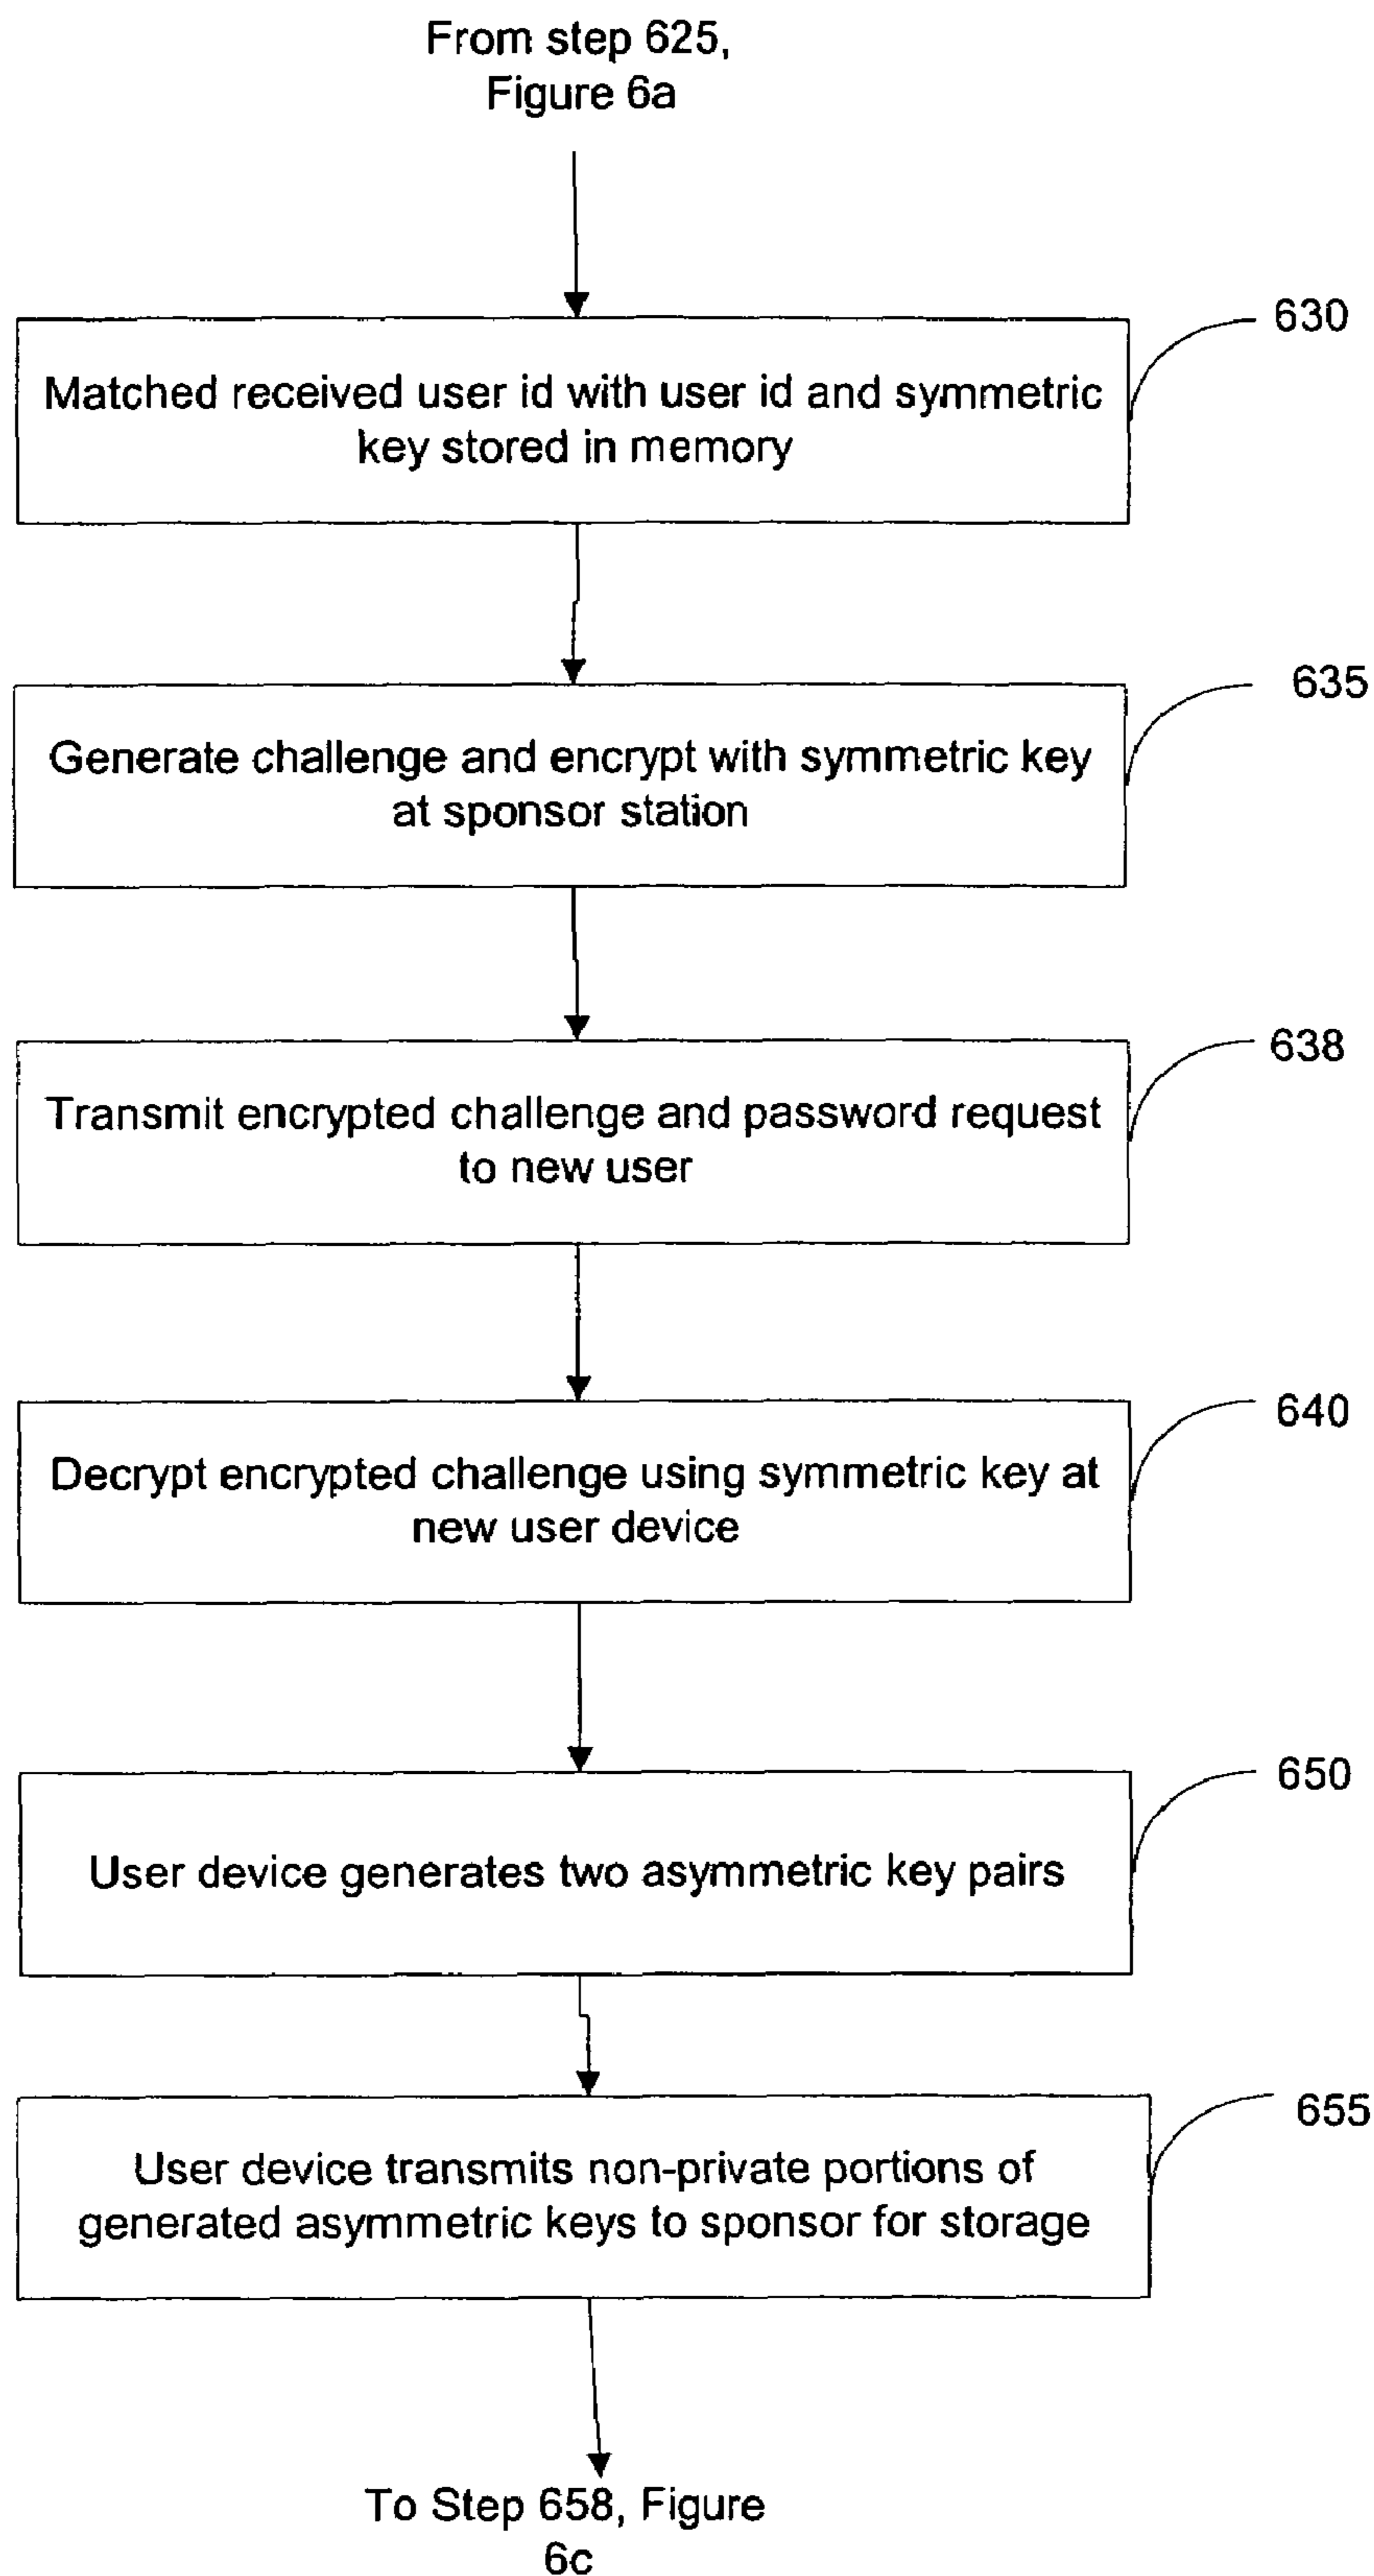 From step 625,
Figure 6a
630
Matched received user id with user id and symmetric
key stored in memory
635
Generate challenge and encrypt with symmetric key
at sponsor station
638
Transmit encrypted challenge and password request
to new user
640
Decrypt encrypted challenge using symmetric key at
new user device
650
User device generates two asymmetric key pairs
655
User device transmits non-private portions of
generated asymmetric keys to sponsor for storage
To Step 658, Figure
6c